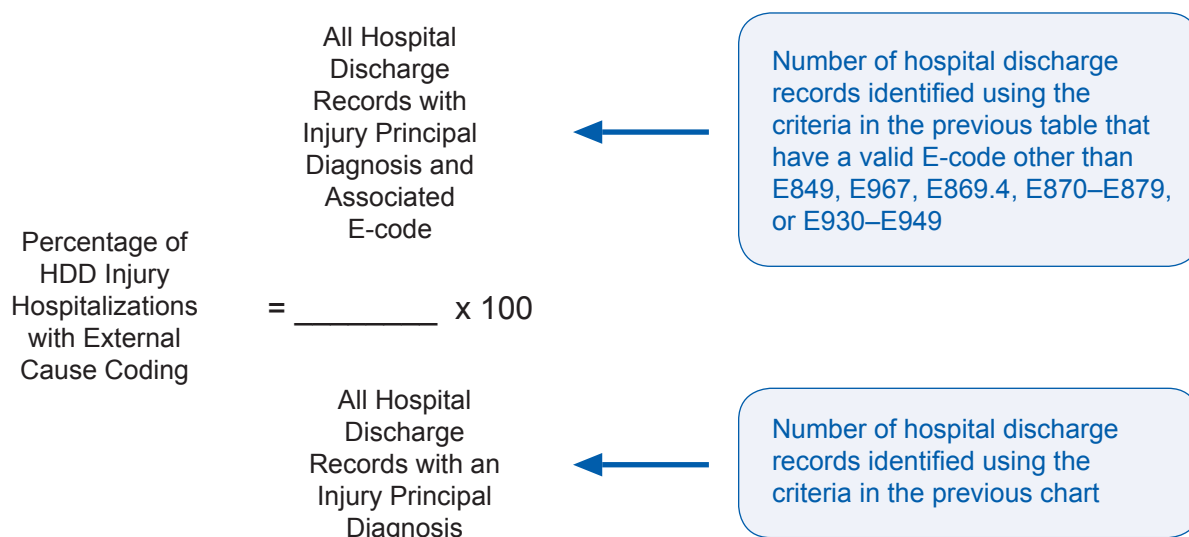 All Hospital
Discharge
Records with
Injury Principal
Diagnosis and
Associated
E-code
Number of hospital discharge
records identified using the
criteria in the previous table that
have a valid E-code other than
E849, E967, E869.4, E870–E879,
or E930–E949
Percentage of
HDD Injury
Hospitalizations
with External
Cause Coding
= ________ x 100
All Hospital
Discharge
Records with an
Injury Principal
Diagnosis
Number of hospital discharge
records identified using the
criteria in the previous chart